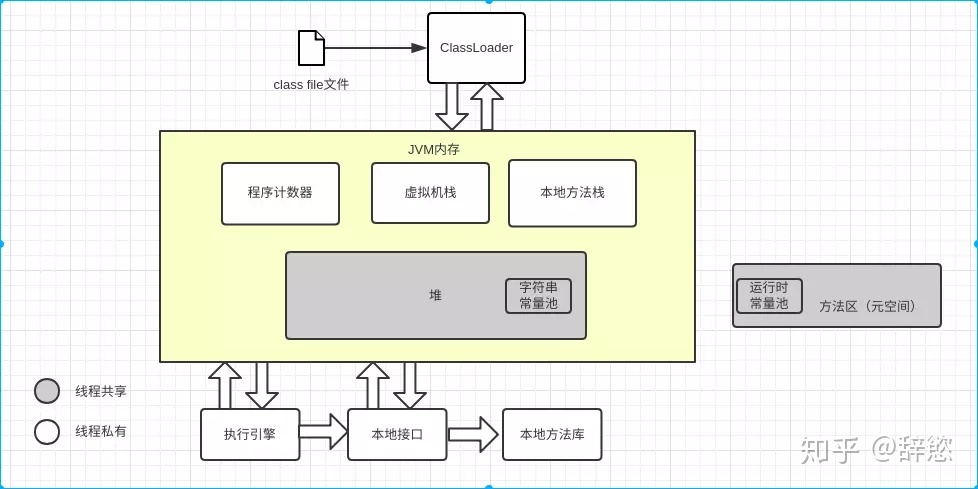 ClassLoader
class file文件
JVM内存
程序计数器
虚拟机栈
本地方法栈
堆
字符串
常量池
运行时
常量池
方法区（元空间）
线程共享
线程私有
执行引擎
本地接口
本地方法库
知乎 @辞慾